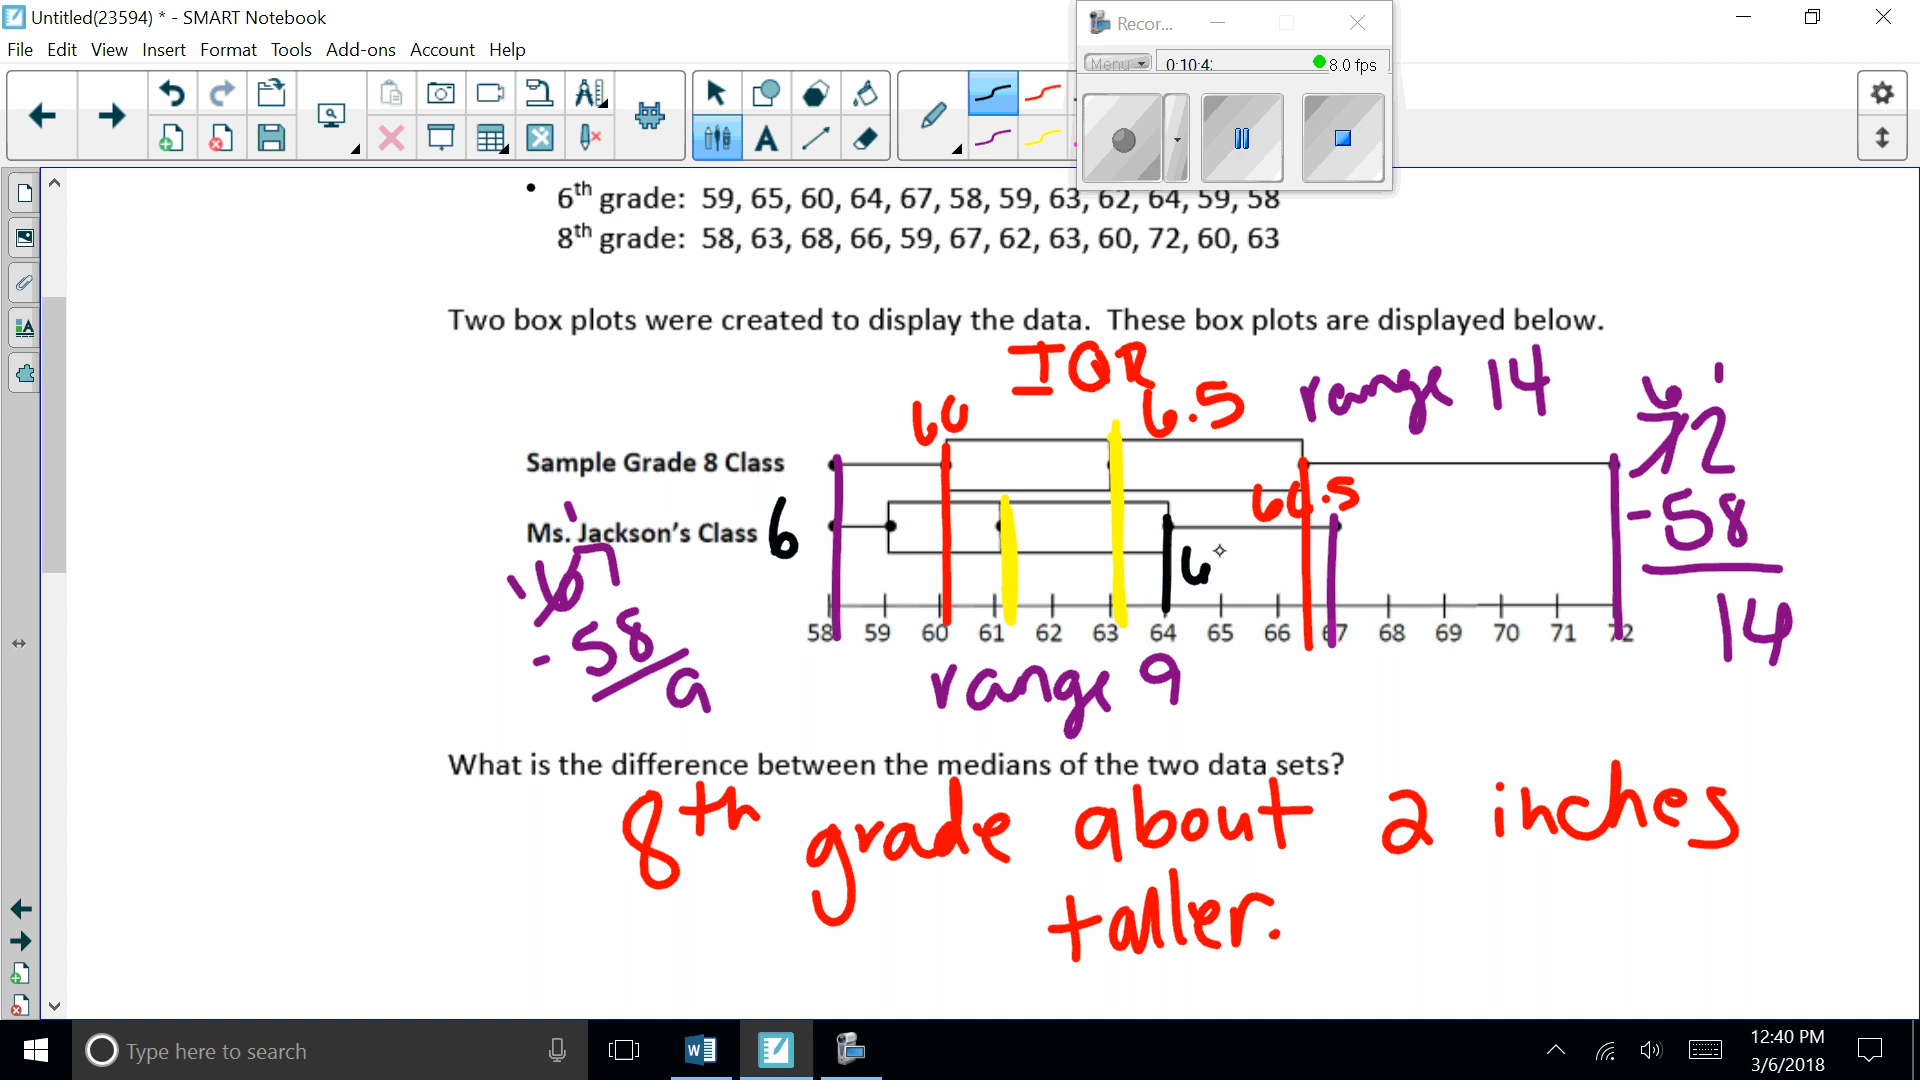 Untitled(23594) * - SMART Notebook
Recor...
File Edit View Insert Format Tools Add-ons Account Help
Menu 0:10:4 8.0 fps
6th grade: 59, 65, 60, 64, 67, 58, 59, 63, 62, 64, 59, 58
8th grade: 58, 63, 68, 66, 59, 67, 62, 63, 60, 72, 60, 63
Two box plots were created to display the data. These box plots are displayed below.
IQR
6.5
range 14
60
Sample Grade 8 Class
66.5
72
-58
14
Ms. Jackson's Class 6
6
67
-58
9
58 59 60 61 62 63 64 65 66 67 68 69 70 71 72
range 9
What is the difference between the medians of the two data sets?
8th grade about 2 inches
taller.
Type here to search
12:40 PM
3/6/2018